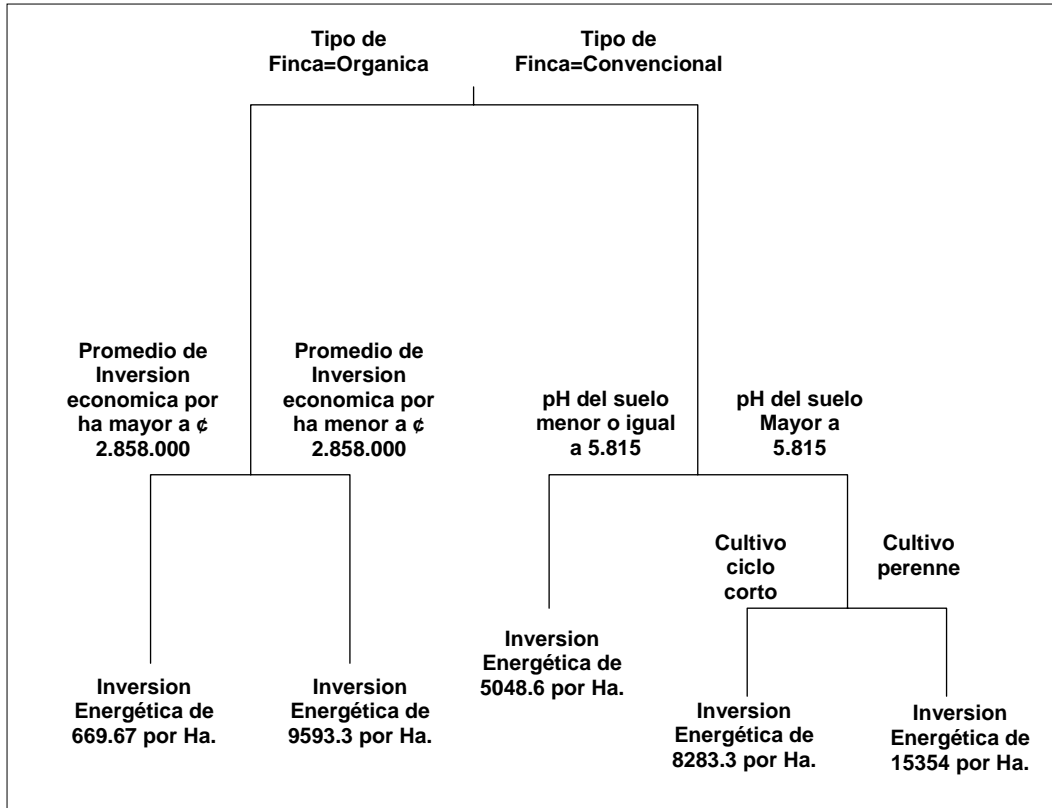 Tipo de
Finca=Organica
Tipo de
Finca=Convencional
Promedio de
Inversion
economica por
ha mayor a ¢
2.858.000
Promedio de
Inversion
economica por
ha menor a ¢
2.858.000
pH del suelo
menor o igual
a 5.815
pH del suelo
Mayor a
5.815
Cultivo
ciclo
corto
Cultivo
perenne
Inversion
Energética de
669.67 por Ha.
Inversion
Energética de
9593.3 por Ha.
Inversion
Energética de
5048.6 por Ha.
Inversion
Energética de
8283.3 por Ha.
Inversion
Energética de
15354 por Ha.